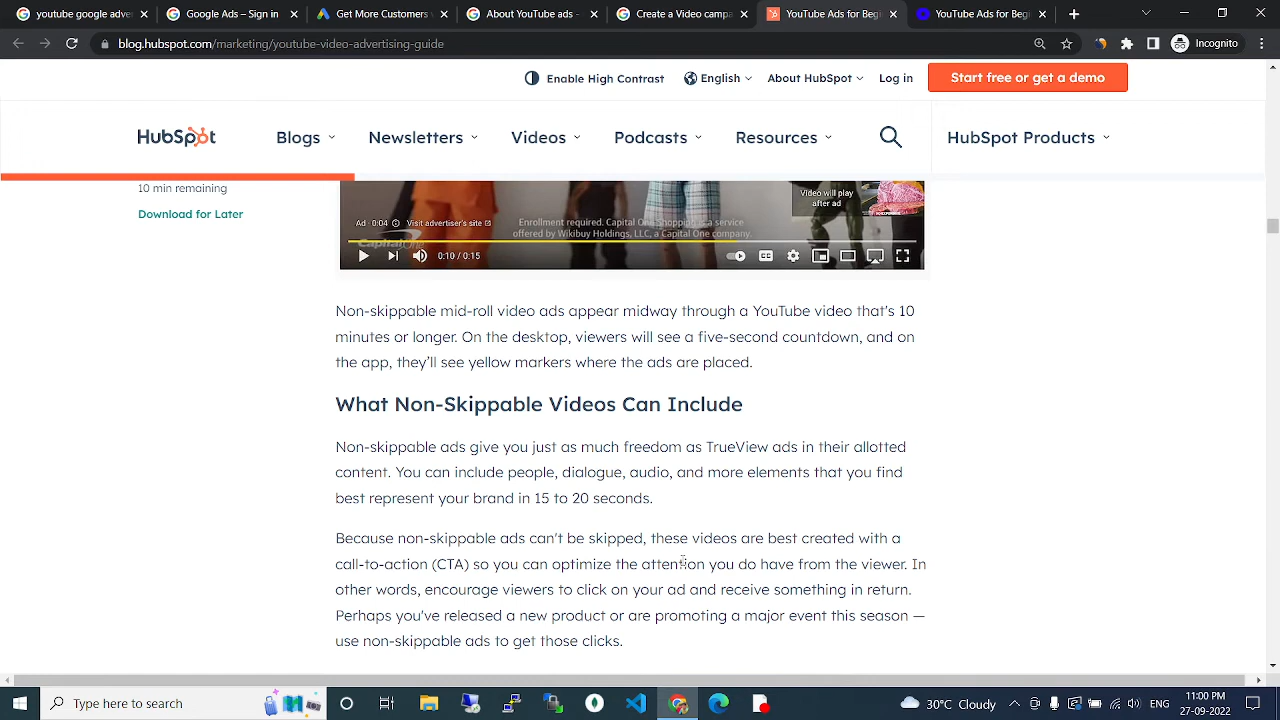 youtube google adve
Google – Sign in
Get More Customers
About YouTube ads -
Create a Video campa
YouTube Ads for Begi
YouTube Ads for Begi
blog.hubspot.com/marketing/youtube-video-advertising-guide
Incognito
Enable High Contrast
English
About HubSpot
Log in
Start free or get a demo
HubSpot
Blogs
Newsletters
Videos
Podcasts
Resources
HubSpot Products
10 min remaining
Download for Later
Video will play
after ad
Ad · 0:04
Visit advertiser's site
Enrollment required. Capital One Shopping is a service
offered by Wikibuy Holdings, LLC, a Capital One company.
Capital One
0:10 / 0:15
Non-skippable mid-roll video ads appear midway through a YouTube video that's 10
minutes or longer. On the desktop, viewers will see a five-second countdown, and on
the app, they'll see yellow markers where the ads are placed.
What Non-Skippable Videos Can Include
Non-skippable ads give you just as much freedom as TrueView ads in their allotted
content. You can include people, dialogue, audio, and more elements that you find
best represent your brand in 15 to 20 seconds.
Because non-skippable ads can't be skipped, these videos are best created with a
call-to-action (CTA) so you can optimize the attention you do have from the viewer. In
other words, encourage viewers to click on your ad and receive something in return.
Perhaps you've released a new product or are promoting a major event this season —
use non-skippable ads to get those clicks.
Type here to search
30°C Cloudy
ENG
11:00 PM
27-09-2022